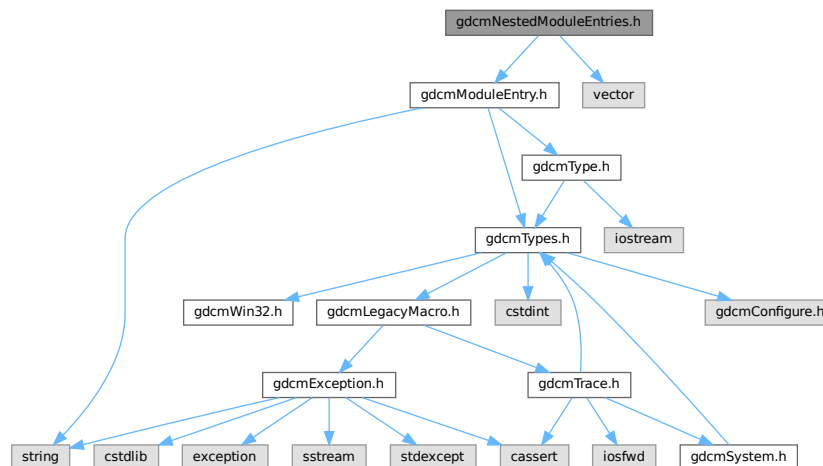 gdcmNestedModuleEntries.h
gdcmModuleEntry.h
vector
gdcmType.h
gdcmTypes.h
iostream
gdcmWin32.h
gdcmLegacyMacro.h
cstdint
gdcmConfigure.h
gdcmException.h
gdcmTrace.h
string
cstdlib
exception
sstream
stdexcept
cassert
iosfwd
gdcmSystem.h